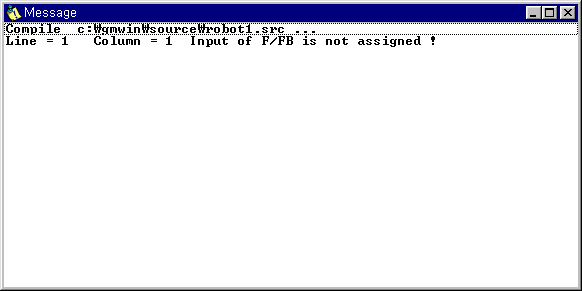 Message
Compile  c:₩gmwin₩source₩robot1.src ...
Line = 1   Column = 1  Input of F/FB is not assigned !